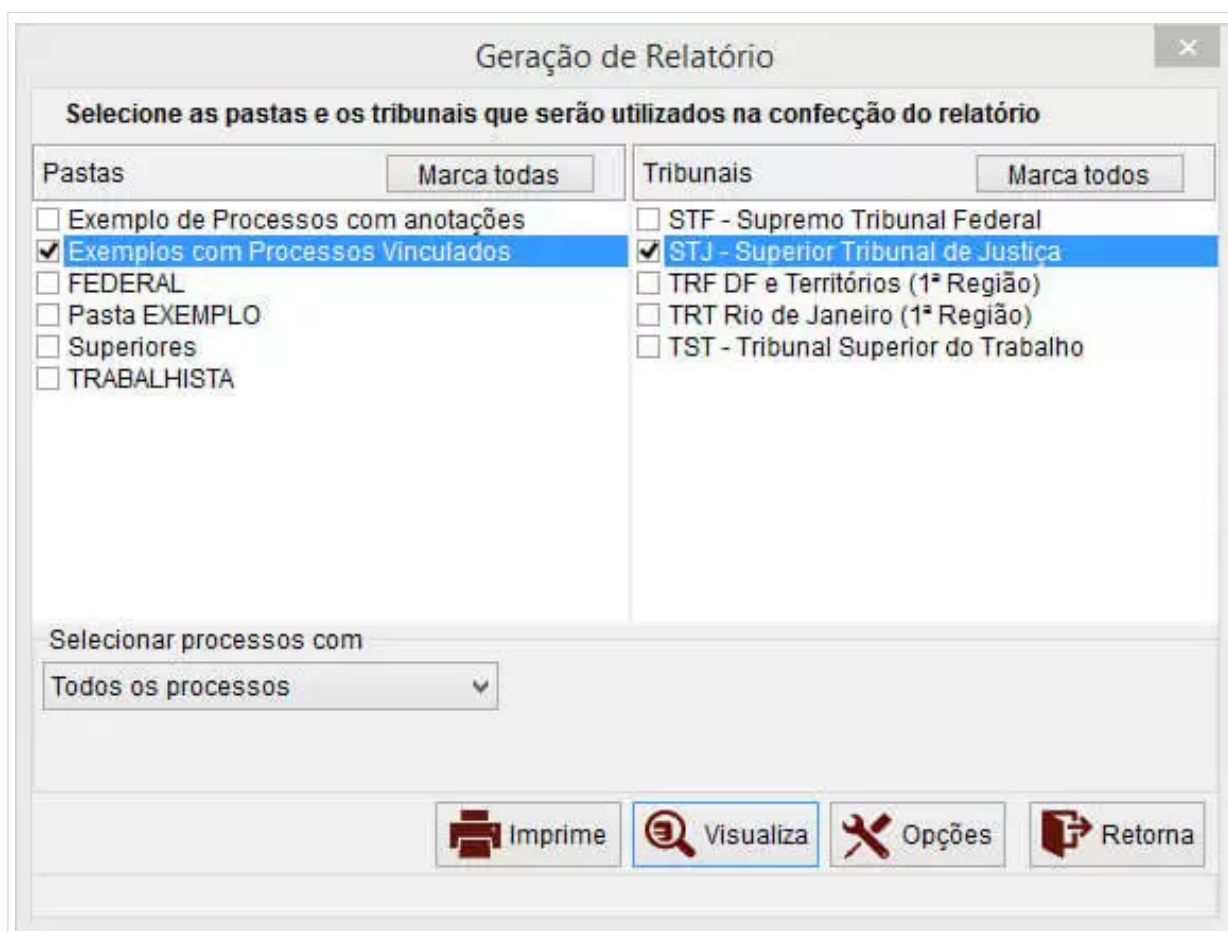 Geração de Relatório
Selecione as pastas e os tribunais que serão utilizados na confecção do relatório
Pastas
Marca todas
Exemplo de Processos com anotações
Exemplos com Processos Vinculados
FEDERAL
Pasta EXEMPLO
Superiores
TRABALHISTA
Tribunais
Marca todos
STF - Supremo Tribunal Federal
STJ - Superior Tribunal de Justiça
TRF DF e Territórios (1ª Região)
TRT Rio de Janeiro (1ª Região)
TST - Tribunal Superior do Trabalho
Selecionar processos com
Todos os processos
Imprime
Visualiza
Opções
Retorna